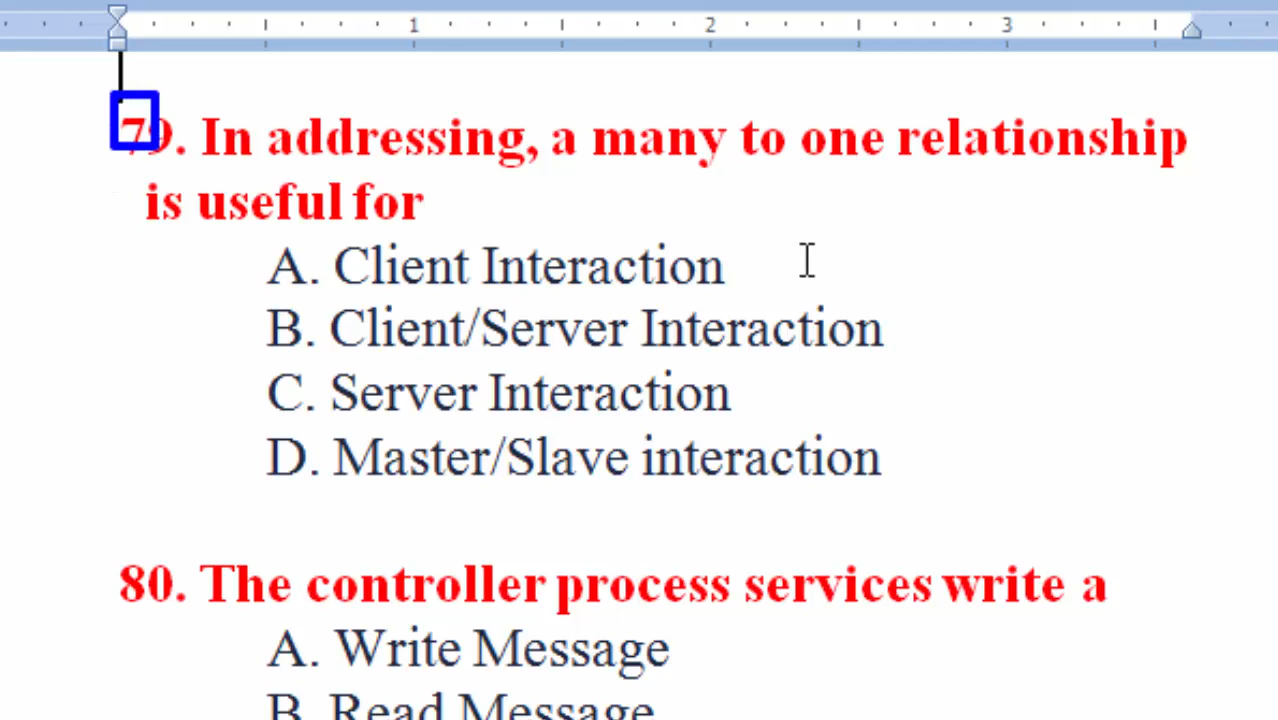 1 2 3
79. In addressing, a many to one relationship
is useful for
A. Client Interaction
B. Client/Server Interaction
C. Server Interaction
D. Master/Slave interaction
80. The controller process services write a
A. Write Message
B. Read Message